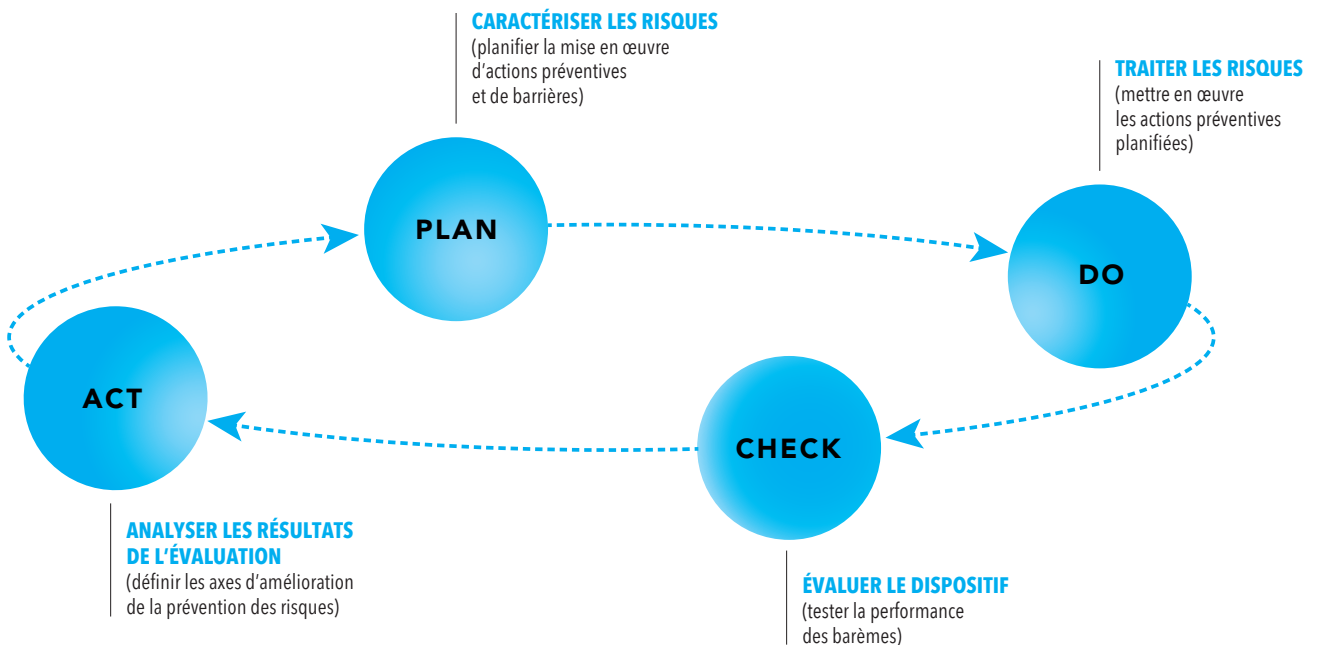 CARACTÉRISER LES RISQUES
(planifier la mise en œuvre
d'actions préventives
et de barrières)
TRAITER LES RISQUES
(mettre en œuvre
les actions préventives
planifiées)
PLAN
DO
ACT
CHECK
ANALYSER LES RÉSULTATS
DE L'ÉVALUATION
(définir les axes d'amélioration
de la prévention des risques)
ÉVALUER LE DISPOSITIF
(tester la performance
des barèmes)